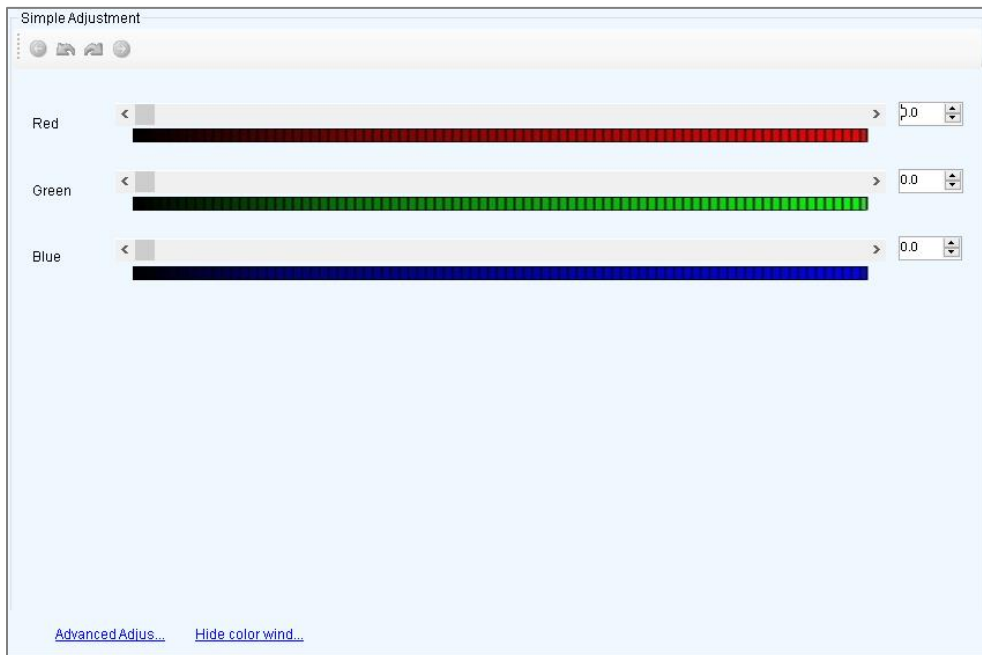 Simple Adjustment
Red
0.0
Green
0.0
Blue
0.0
Advanced Adjus...
Hide color wind...